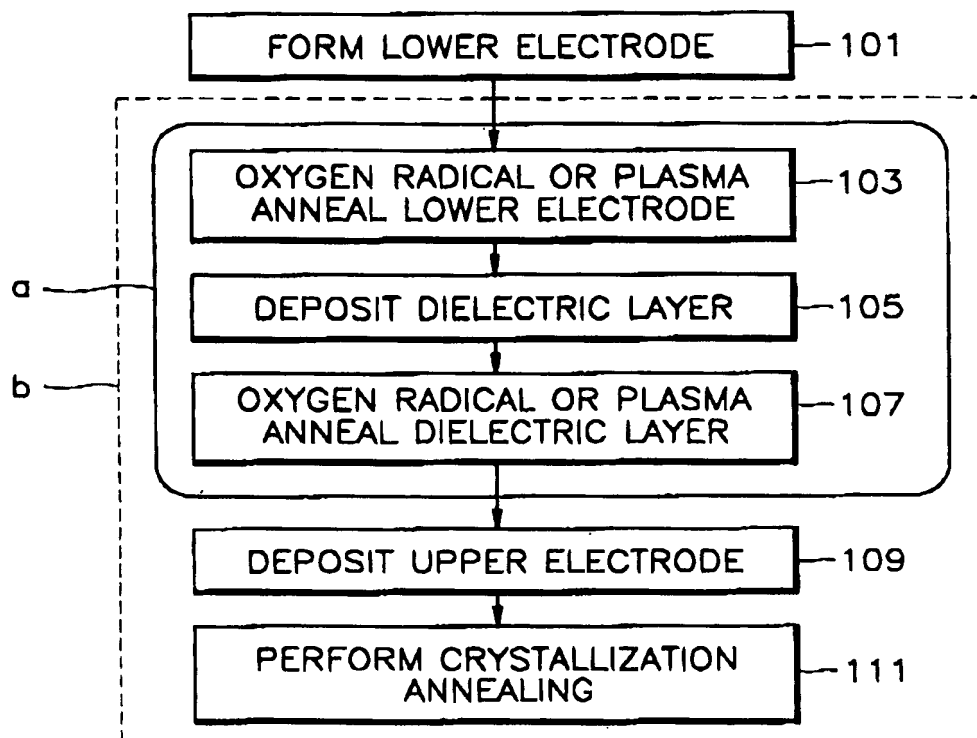 FORM LOWER ELECTRODE 101
OXYGEN RADICAL OR PLASMA
ANNEAL LOWER ELECTRODE 103
a
DEPOSIT DIELECTRIC LAYER 105
b
OXYGEN RADICAL OR PLASMA
ANNEAL DIELECTRIC LAYER 107
DEPOSIT UPPER ELECTRODE 109
PERFORM CRYSTALLIZATION
ANNEALING 111